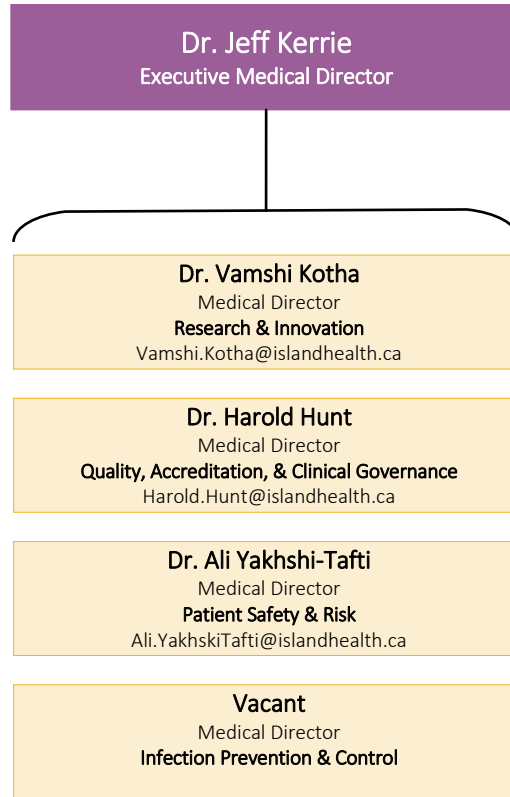 Dr. Jeff Kerrie
Executive Medical Director
Dr. Vamshi Kotha
Medical Director
Research & Innovation
Vamshi.Kotha@islandhealth.ca
Dr. Harold Hunt
Medical Director
Quality, Accreditation, & Clinical Governance
Harold.Hunt@islandhealth.ca
Dr. Ali Yakhshi-Tafti
Medical Director
Patient Safety & Risk
Ali.YakhskiTafti@islandhealth.ca
Vacant
Medical Director
Infection Prevention & Control